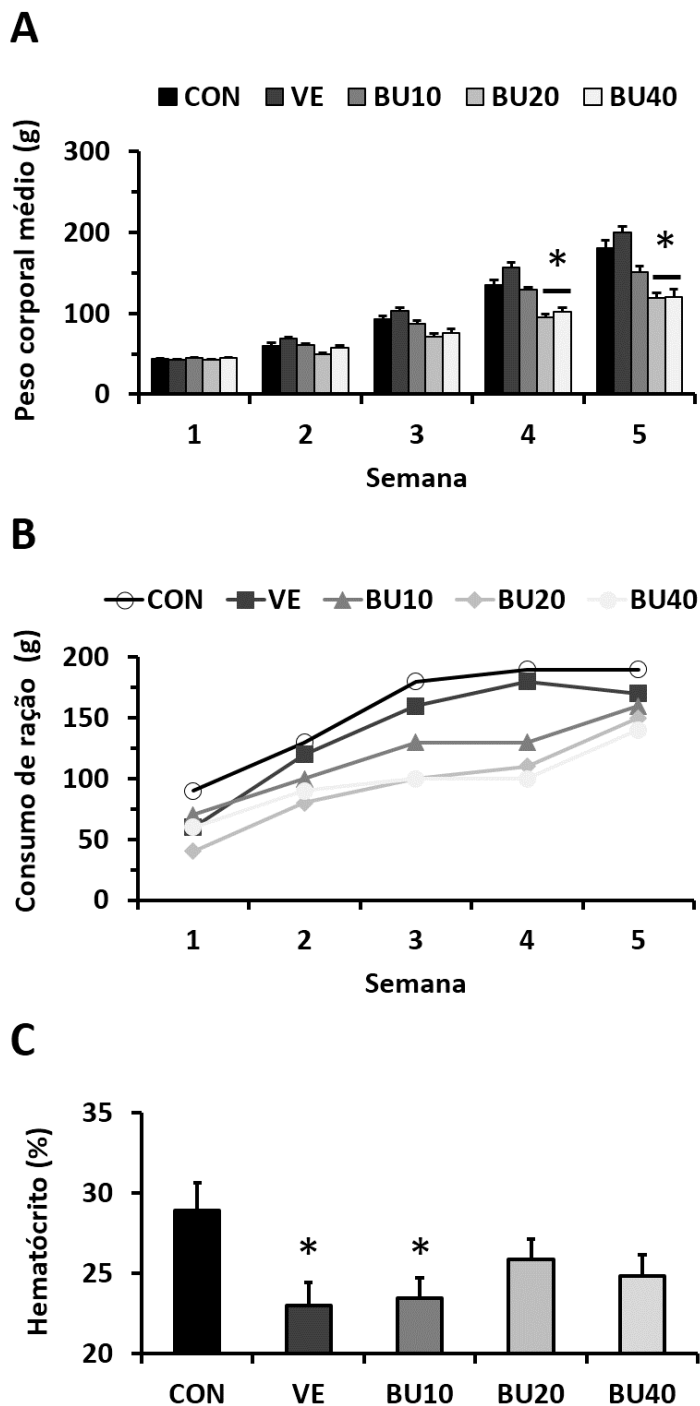 A
CON VE BU10 BU20 BU40
Peso corporal médio (g)
300
200
100
0
* *
1 2 3 4 5
Semana
B
CON VE BU10 BU20 BU40
Consumo de ração (g)
200
150
100
50
0
1 2 3 4 5
Semana
C
Hematócrito (%)
35
30
25
20
* *
CON VE BU10 BU20 BU40